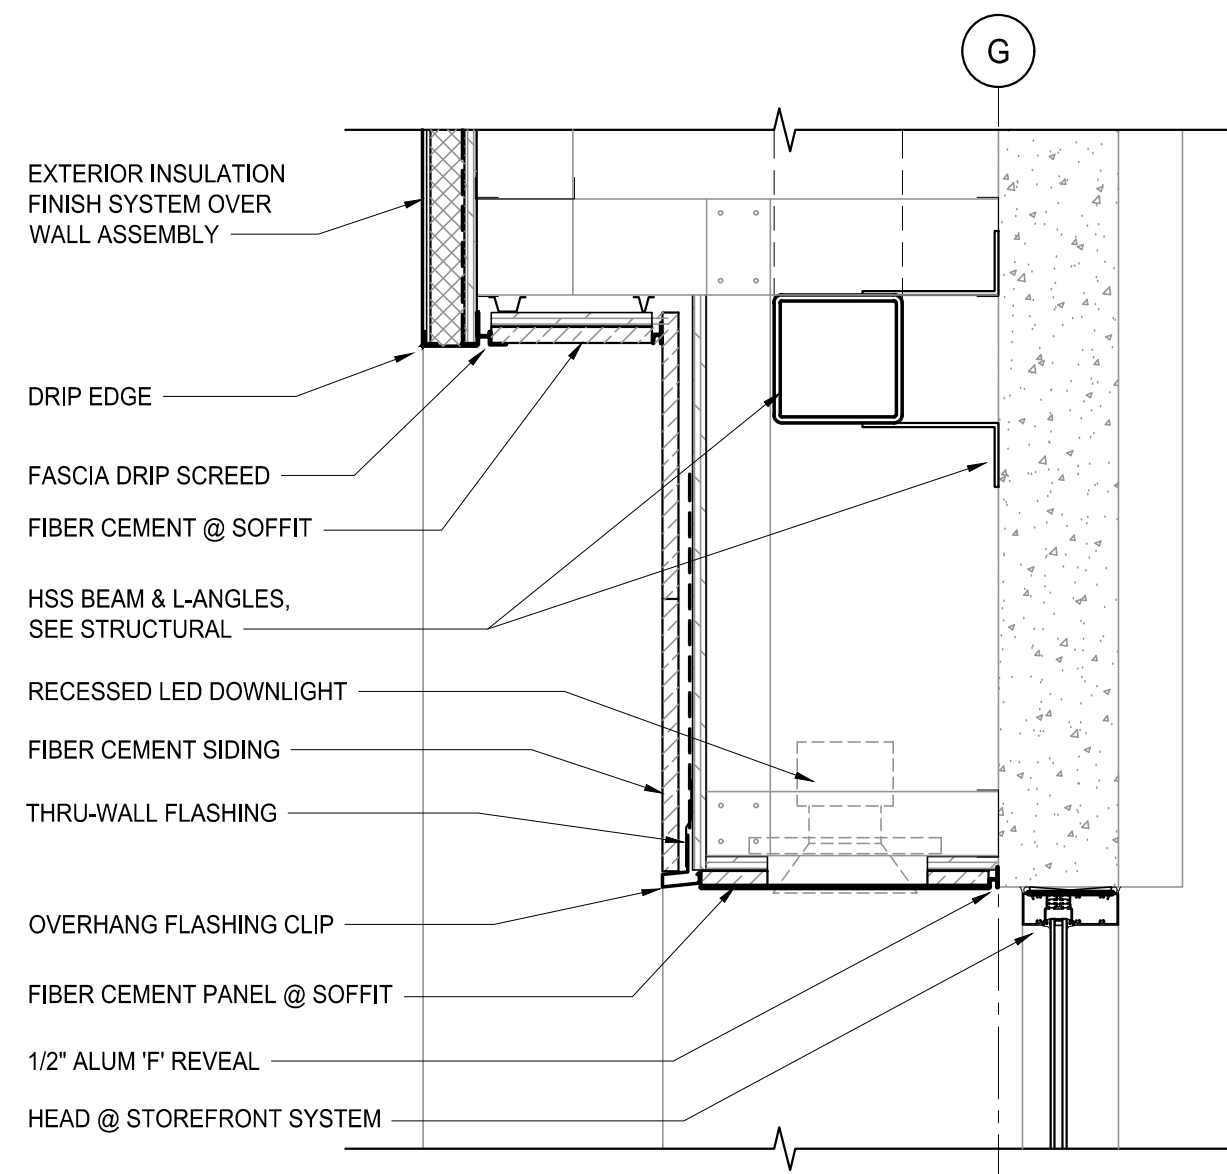 G
EXTERIOR INSULATION
FINISH SYSTEM OVER
WALL ASSEMBLY
DRIP EDGE
FASCIA DRIP SCREED
FIBER CEMENT @ SOFFIT
HSS BEAM & L-ANGLES,
SEE STRUCTURAL
RECESSED LED DOWNLIGHT
FIBER CEMENT SIDING
THRU-WALL FLASHING
OVERHANG FLASHING CLIP
FIBER CEMENT PANEL @ SOFFIT
1/2" ALUM 'F' REVEAL
HEAD @ STOREFRONT SYSTEM